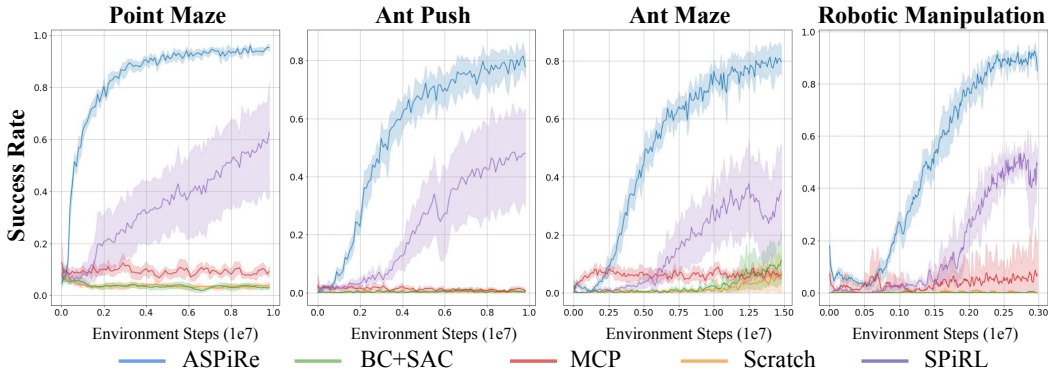 Point Maze Ant Push Ant Maze Robotic Manipulation
Success Rate
1.0 0.8 0.6 0.4 0.2 0.0
0.0 0.2 0.4 0.6 0.8 1.0
0.8 0.6 0.4 0.2 0.0
0.0 0.2 0.4 0.6 0.8 1.0
0.8 0.6 0.4 0.2 0.0
0.00 0.25 0.50 0.75 1.00 1.25 1.50
1.0 0.8 0.6 0.4 0.2 0.0
0.00 0.05 0.10 0.15 0.20 0.25 0.30
Environment Steps (1e7) Environment Steps (1e7) Environment Steps (1e7) Environment Steps (1e7)
ASPiRe BC+SAC MCP Scratch SPiRL